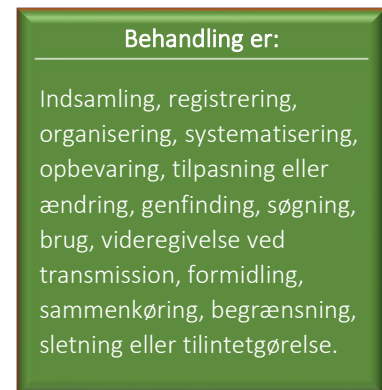 Behandling er:
Indsamling, registrering,
organisering, systematisering,
opbevaring, tilpasning eller
ændring, genfinding, søgning,
brug, videregivelse ved
transmission, formidling,
sammenkøring, begrænsning,
sletning eller tilintetgørelse.